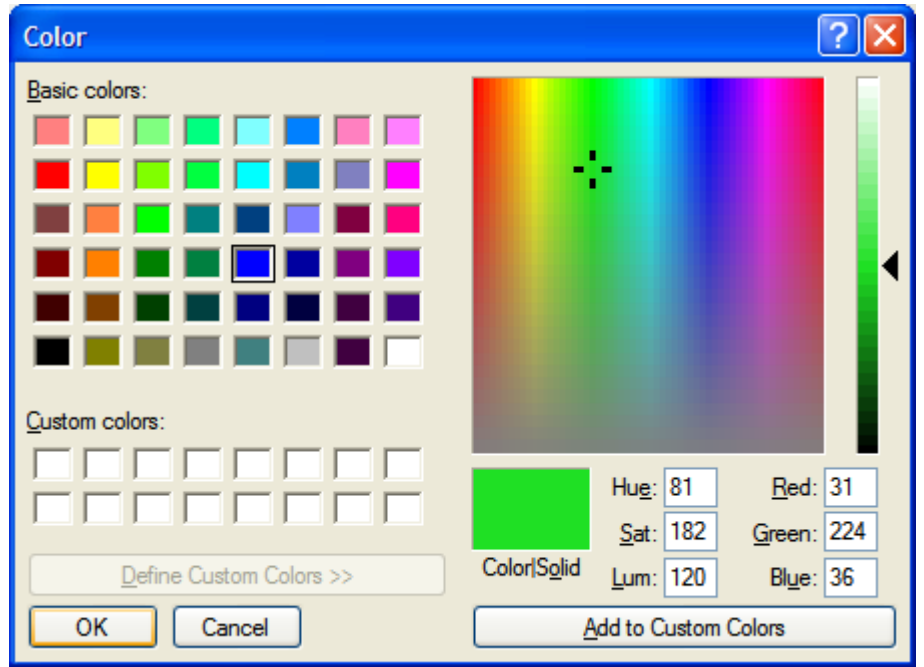 Color
Basic colors:
Custom colors:
Define Custom Colors >>
OK Cancel
Color|Solid
Hue: 81 Red: 31
Sat: 182 Green: 224
Lum: 120 Blue: 36
Add to Custom Colors